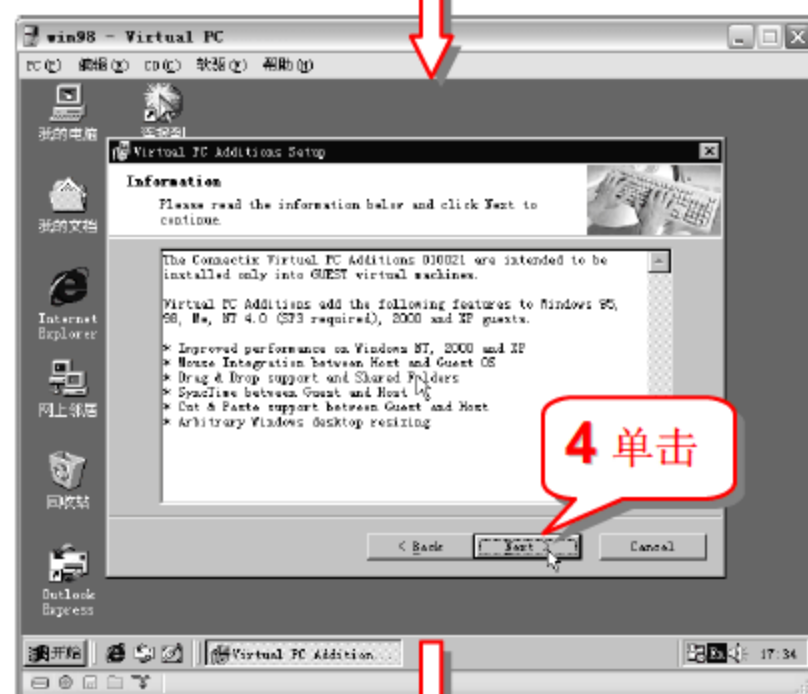 win98 - Virtual PC
PC(P) 编辑(E) CD(C) 软驱(F) 帮助(H)
我的电脑
连接到
Virtual PC Additions Setup
Information
Please read the information below and click Next to
continue.
我的文档
The Connectix Virtual PC Additions 010021 are intended to be
installed only into GUEST virtual machines.
Virtual PC Additions add the following features to Windows 95,
98, Me, NT 4.0 (SP3 required), 2000 and XP guests.
Internet
Explorer
* Improved performance on Windows NT, 2000 and XP
* Mouse Integration between Host and Guest OS
* Drag & Drop support and Shared Folders
* SyncTime between Guest and Host
* Cut & Paste support between Guest and Host
* Arbitrary Windows desktop resizing
网上邻居
4 单击
回收站
< Back Next > Cancel
Outlook
Express
开始 Virtual PC Addition... En 17:34